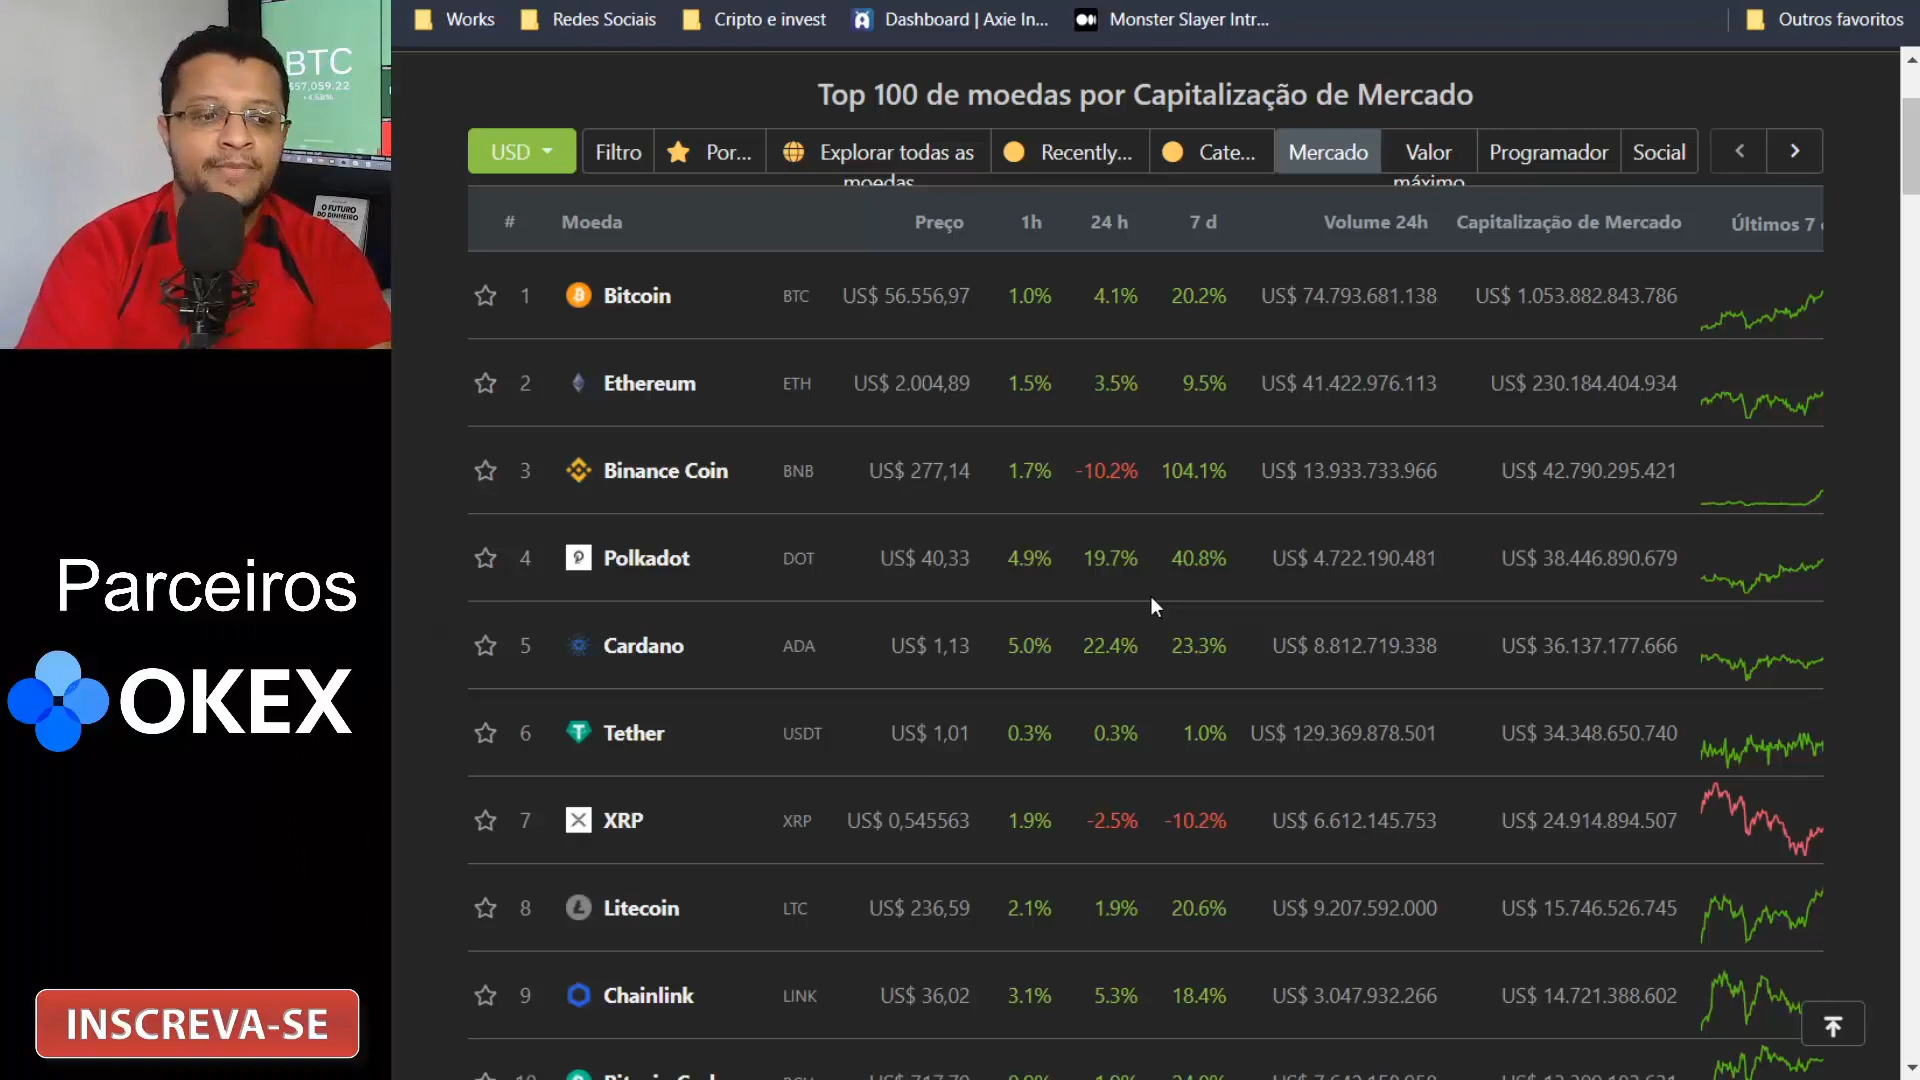 Works
Redes Sociais
Cripto e invest
Dashboard | Axie In...
Monster Slayer Intr...
Outros favoritos
BTC
+4.58%
O FUTURO
DO DINHEIRO
Top 100 de moedas por Capitalização de Mercado
USD
Filtro
Por...
Explorar todas as
moedas
Recently...
Cate...
Mercado
Valor
máximo
Programador
Social
# Moeda Preço 1h 24 h 7 d Volume 24h Capitalização de Mercado Últimos 7
1 Bitcoin BTC US$ 56.556,97 1.0% 4.1% 20.2% US$ 74.793.681.138 US$ 1.053.882.843.786
2 Ethereum ETH US$ 2.004,89 1.5% 3.5% 9.5% US$ 41.422.976.113 US$ 230.184.404.934
3 Binance Coin BNB US$ 277,14 1.7% -10.2% 104.1% US$ 13.933.733.966 US$ 42.790.295.421
4 Polkadot DOT US$ 40,33 4.9% 19.7% 40.8% US$ 4.722.190.481 US$ 38.446.890.679
5 Cardano ADA US$ 1,13 5.0% 22.4% 23.3% US$ 8.812.719.338 US$ 36.137.177.666
6 Tether USDT US$ 1,01 0.3% 0.3% 1.0% US$ 129.369.878.501 US$ 34.348.650.740
7 XRP XRP US$ 0,545563 1.9% -2.5% -10.2% US$ 6.612.145.753 US$ 24.914.894.507
8 Litecoin LTC US$ 236,59 2.1% 1.9% 20.6% US$ 9.207.592.000 US$ 15.746.526.745
9 Chainlink LINK US$ 36,02 3.1% 5.3% 18.4% US$ 3.047.932.266 US$ 14.721.388.602
Parceiros
OKEX
INSCREVA-SE